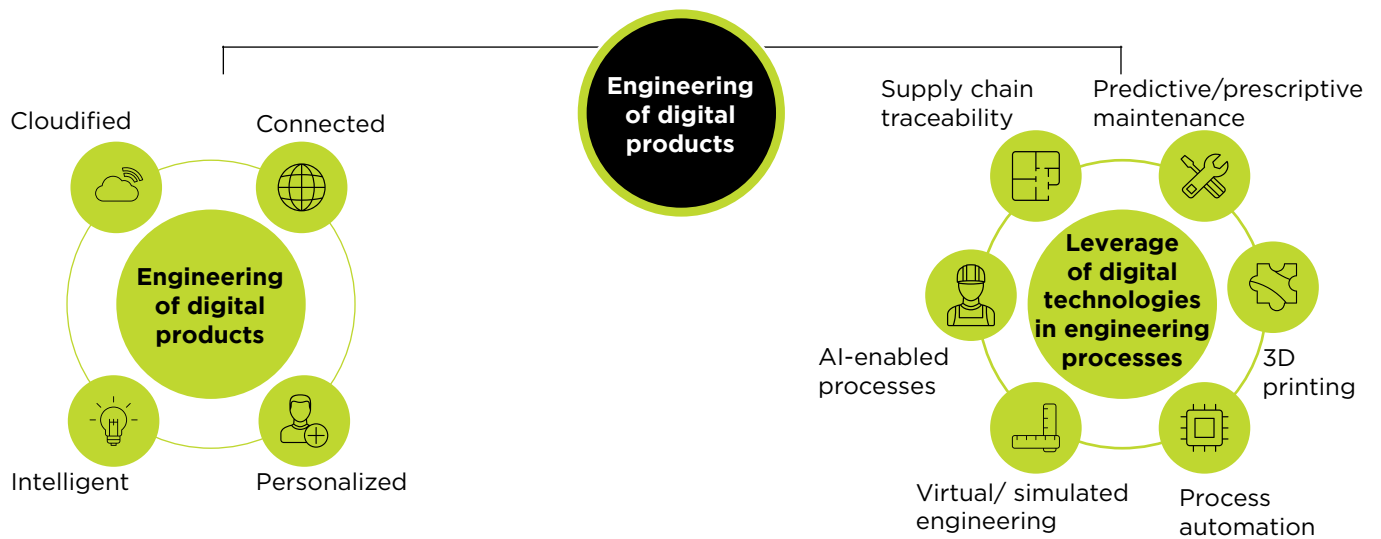 Engineering
of digital
products
Cloudified
Connected
Engineering
of digital
products
Intelligent
Personalized
Supply chain
traceability
Predictive/prescriptive
maintenance
Leverage
of digital
technologies
in engineering
processes
AI-enabled
processes
3D
printing
Virtual/ simulated
engineering
Process
automation